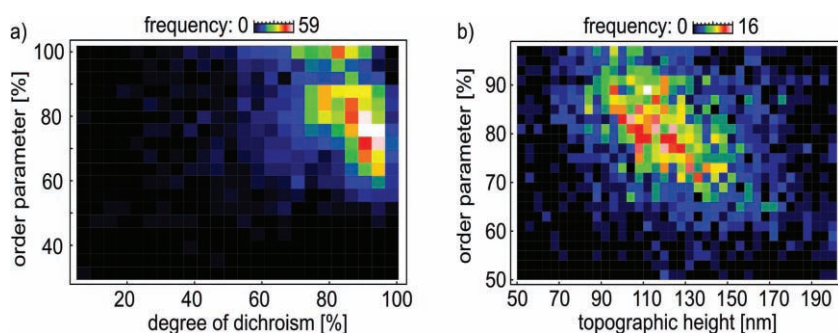 a)
frequency: 0 59
order parameter [%]
100
80
60
40
20 40 60 80 100
degree of dichroism [%]
b)
frequency: 0 16
order parameter [%]
90
80
70
60
50
50 70 90 110 130 150 170 190
topographic height [nm]